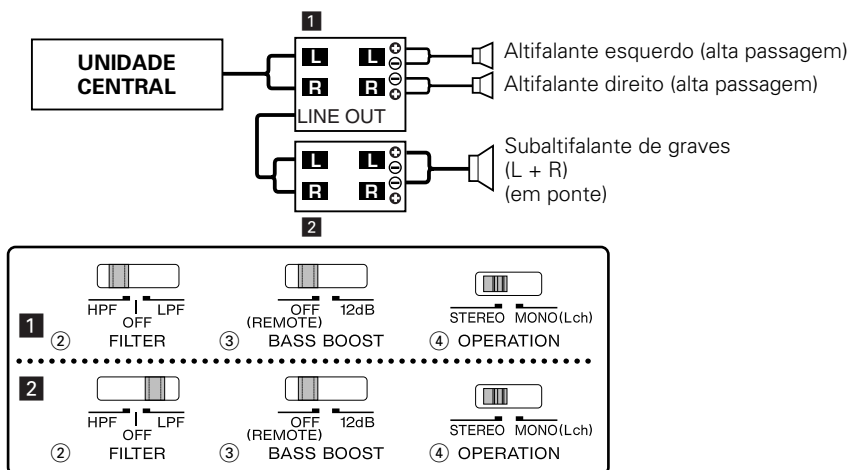 1
UNIDADE
CENTRAL
L L ⊕ ⊖
R R ⊖ ⊕
LINE OUT
Altifalante esquerdo (alta passagem)
Altifalante direito (alta passagem)
L L ⊕ ⊖
R R ⊖ ⊕
Subaltifalante de graves
(L + R)
(em ponte)
2
1
HPF OFF LPF
② FILTER
OFF 12dB
(REMOTE)
③ BASS BOOST
STEREO MONO(Lch)
④ OPERATION
2
HPF OFF LPF
② FILTER
OFF 12dB
(REMOTE)
③ BASS BOOST
STEREO MONO(Lch)
④ OPERATION